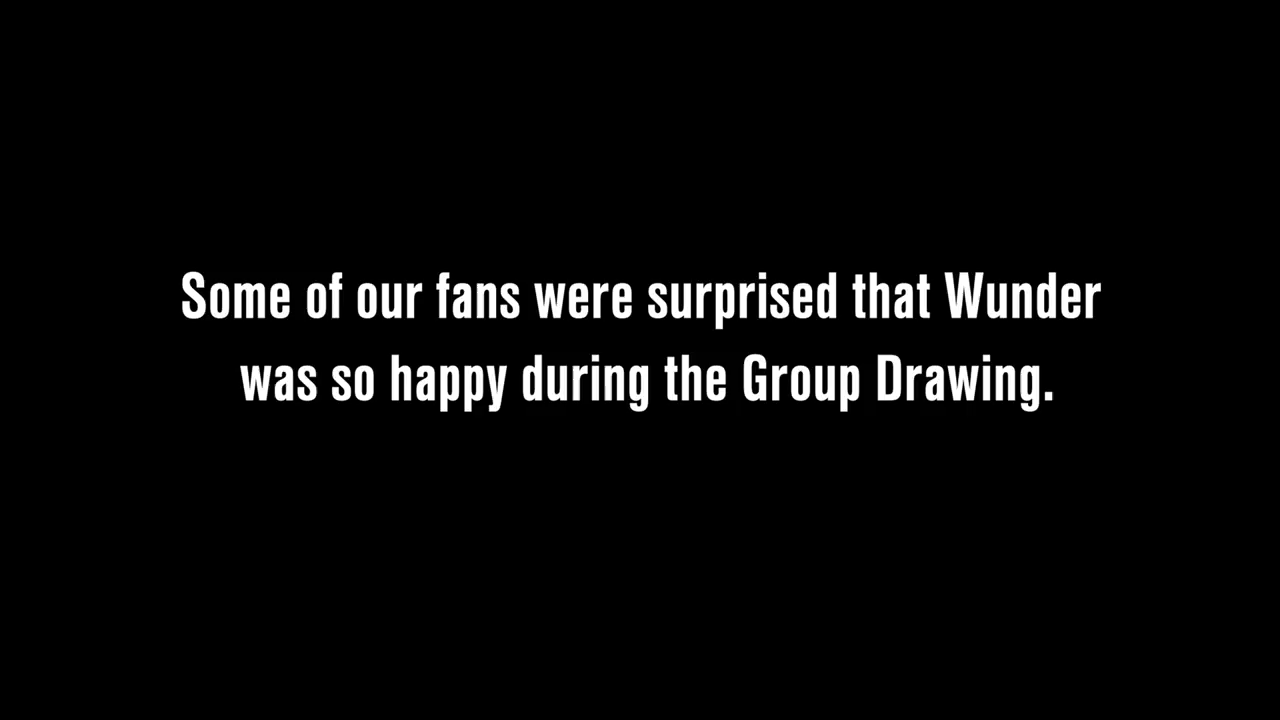 Some of our fans were surprised that Wunder
was so happy during the Group Drawing.